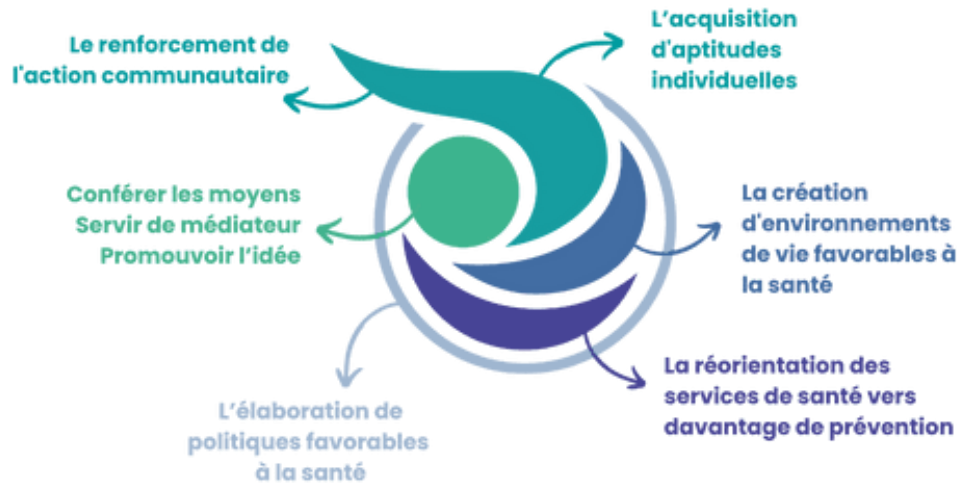 Le renforcement de
l'action communautaire
L’acquisition
d'aptitudes
individuelles
Conférer les moyens
Servir de médiateur
Promouvoir l’idée
La création
d'environnements
de vie favorables à
la santé
La réorientation des
services de santé vers
davantage de prévention
L’élaboration de
politiques favorables
à la santé